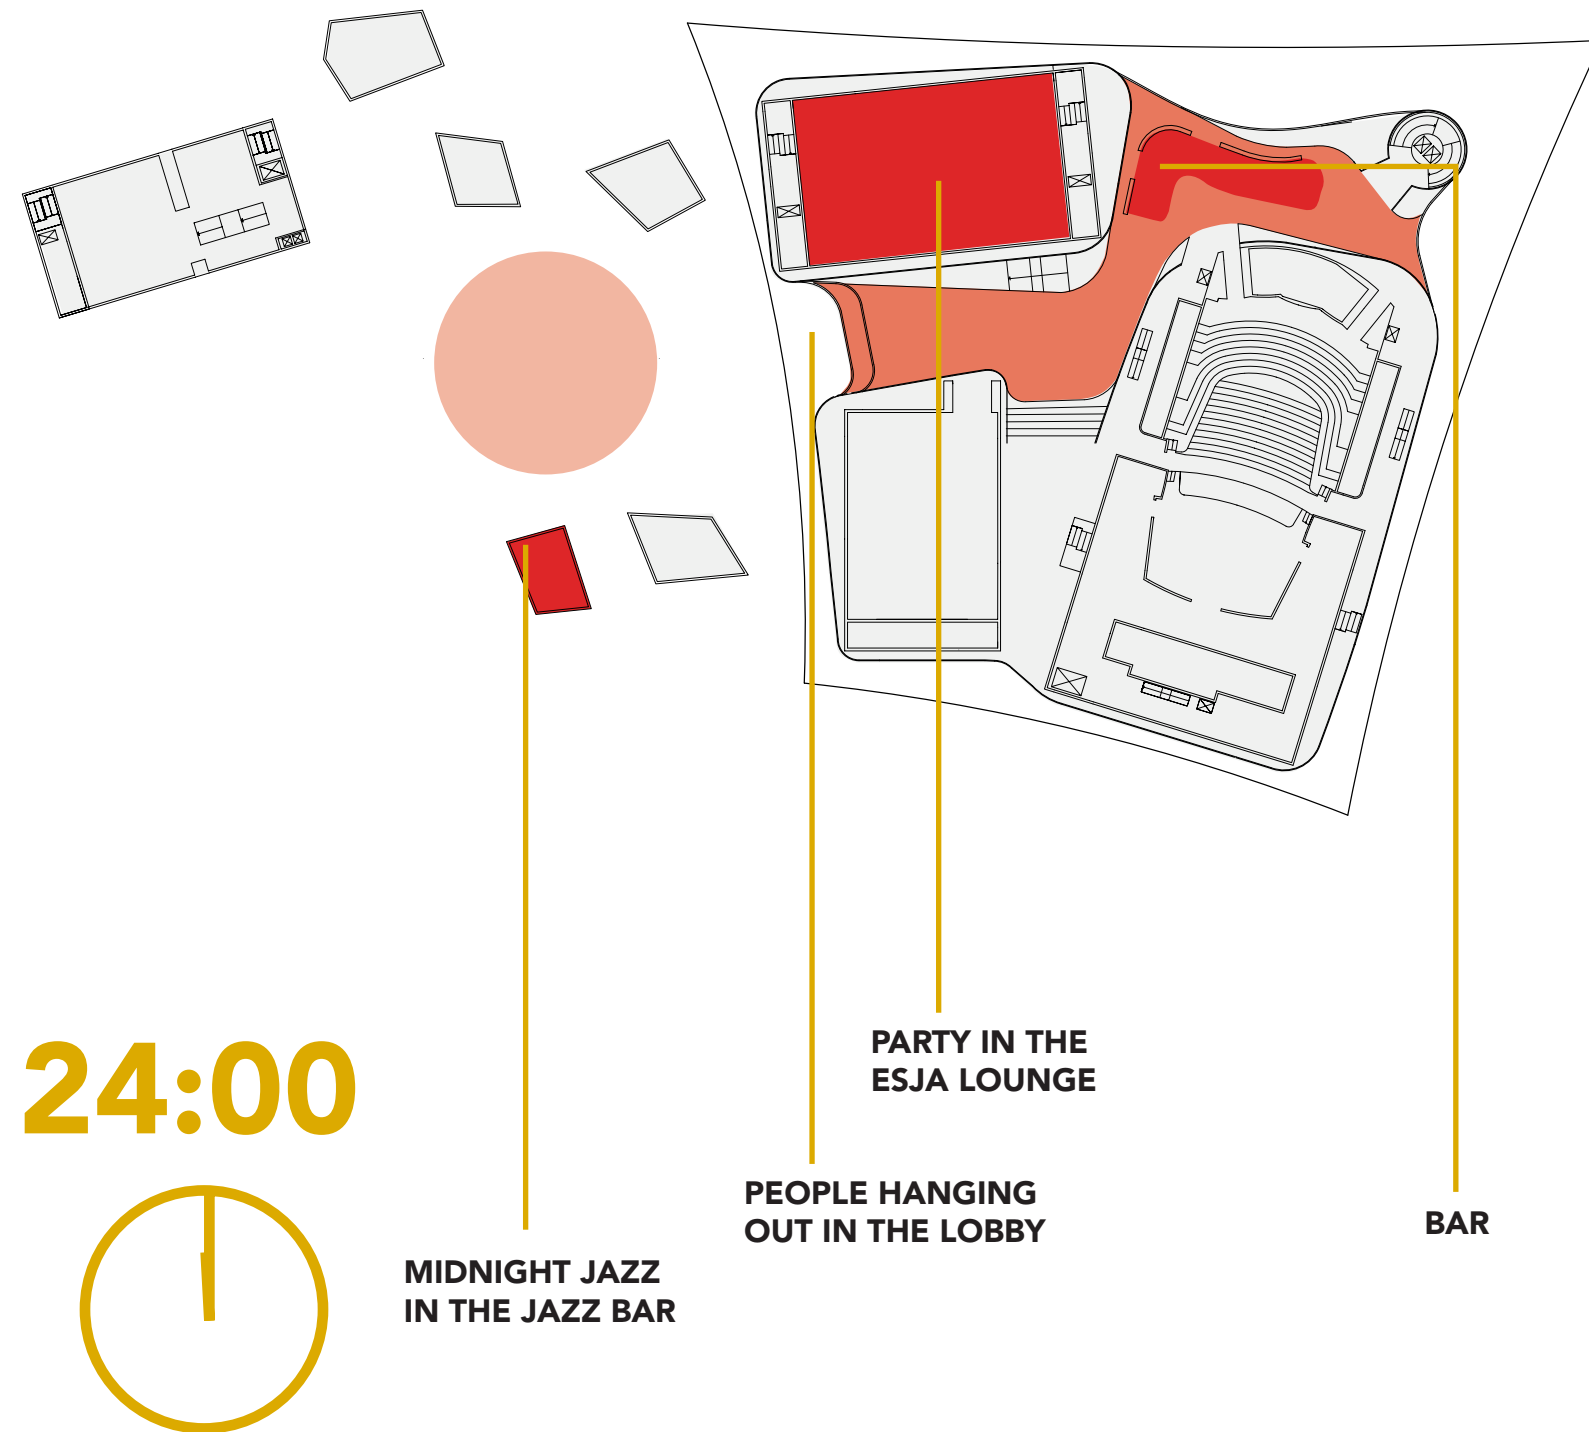 PARTY IN THE
ESJA LOUNGE
24:00
PEOPLE HANGING
OUT IN THE LOBBY
BAR
MIDNIGHT JAZZ
IN THE JAZZ BAR